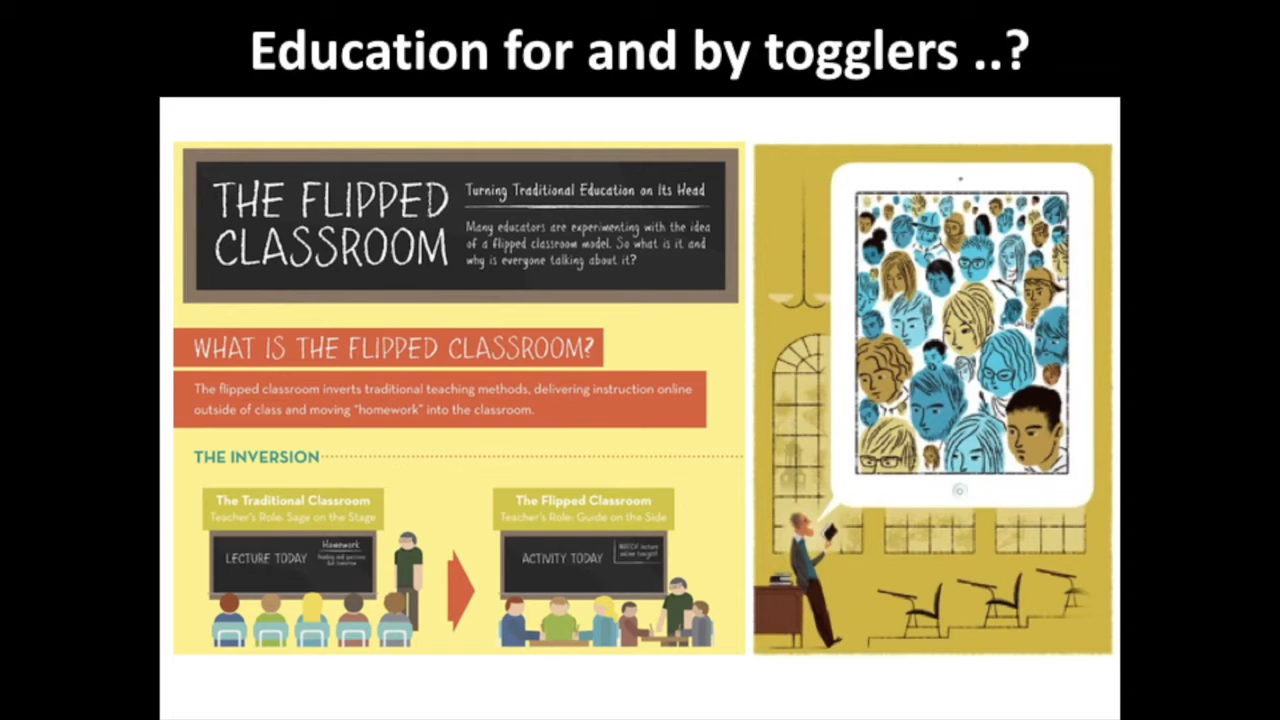 Education for and by togglers ..?
THE FLIPPED
CLASSROOM
Turning Traditional Education on Its Head
Many educators are experimenting with the idea
of a flipped classroom model. So what is it and
why is everyone talking about it?
WHAT IS THE FLIPPED CLASSROOM?
The flipped classroom inverts traditional teaching methods, delivering instruction online
outside of class and moving "homework" into the classroom.
THE INVERSION
The Traditional Classroom
Teacher's Role: Sage on the Stage
LECTURE TODAY
Homework
The Flipped Classroom
Teacher's Role: Guide on the Side
ACTIVITY TODAY
lecture
online tonight!